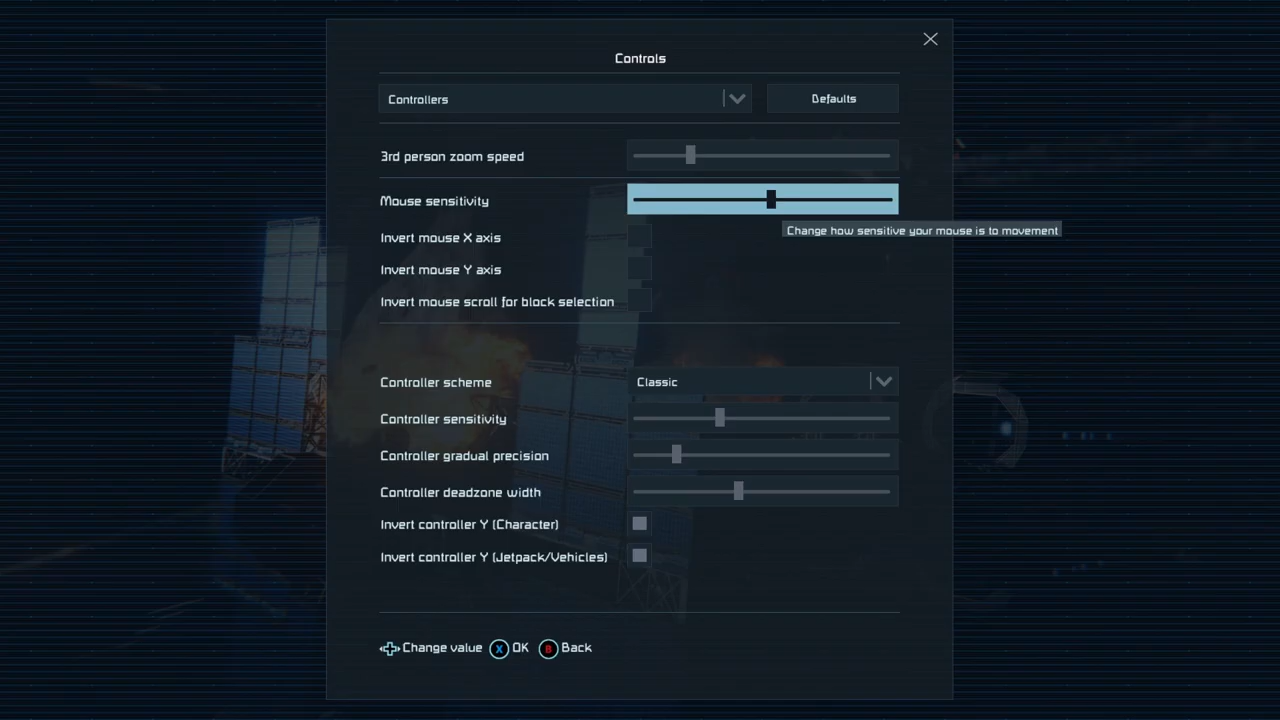 Controls
Controllers
Defaults
3rd person zoom speed
Mouse sensitivity
Change how sensitive your mouse is to movement
Invert mouse X axis
Invert mouse Y axis
Invert mouse scroll for block selection
Controller scheme
Classic
Controller sensitivity
Controller gradual precision
Controller deadzone width
Invert controller Y (Character)
Invert controller Y (Jetpack/Vehicles)
Change value X OK B Back